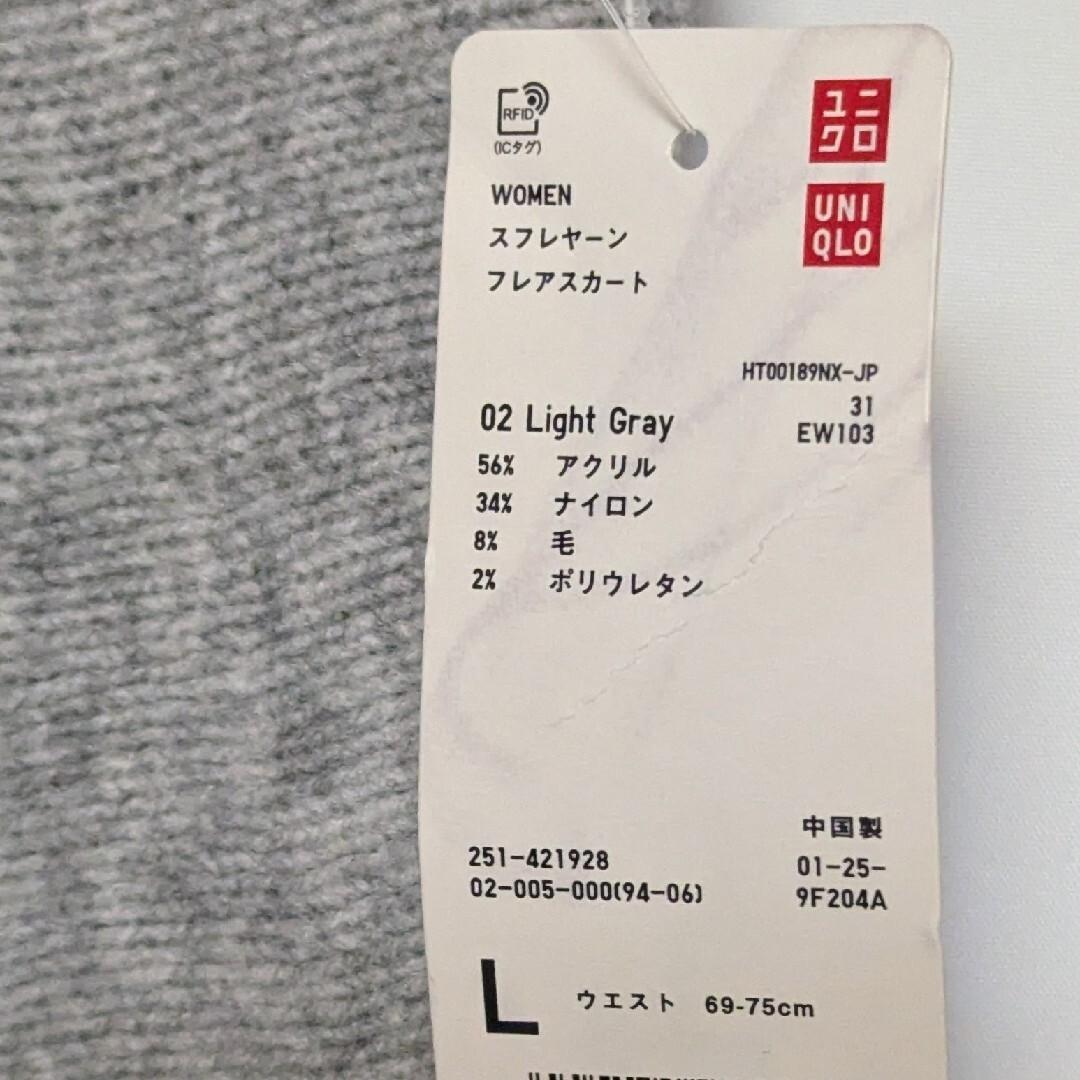 RFID
(ICタグ)
ユニ
クロ
UNI
QLO
WOMEN
スフレヤーン
フレアスカート
HT00189NX-JP
31
EW103
02 Light Gray
56% アクリル
34% ナイロン
8% 毛
2% ポリウレタン
中国製
251-421928
01-25-
02-005-000(94-06)
9F204A
L ウエスト 69-75cm